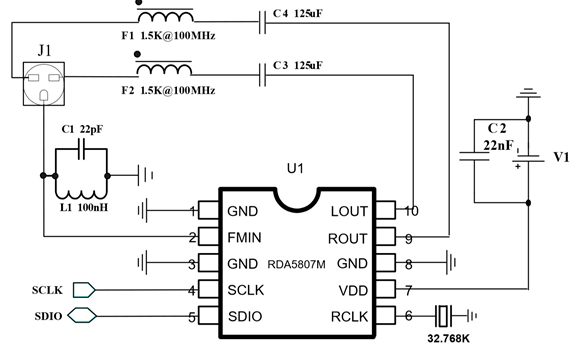 C4 125uF
F1 1.5K@100MHz
J1
C3 125uF
F2 1.5K@100MHz
C1 22pF
C2
22nF
V1
-
+
L1 100nH
U1
1 GND LOUT 10
2 FMIN ROUT 9
3 GND RDA5807M GND 8
SCLK 4 SCLK VDD 7
SDIO 5 SDIO RCLK 6
32.768K